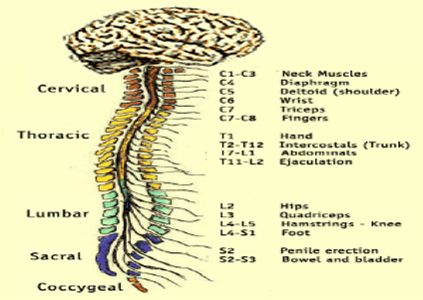 C1-C3 Neck Muscles
C4 Diaphragm
Cervical
C5 Deltoid (shoulder)
C6 Wrist
C7 Triceps
C7-C8 Fingers
Thoracic
T1 Hand
T2-T12 Intercostals (Trunk)
T7-L1 Abdominals
T11-L2 Ejaculation
L2 Hips
Lumbar
L3 Quadriceps
L4-L5 Hamstrings - Knee
L4-S1 Foot
S2 Penile erection
Sacral
S2-S3 Bowel and bladder
Coccygeal